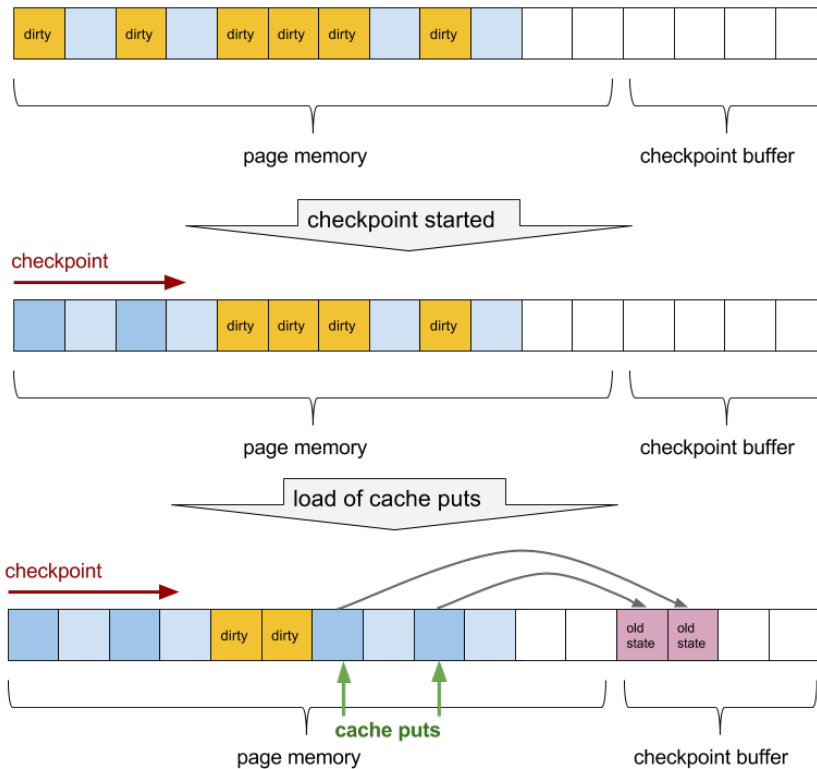 dirty dirty dirty dirty dirty dirty
page memory checkpoint buffer
checkpoint started
checkpoint
dirty dirty dirty dirty
page memory checkpoint buffer
load of cache puts
checkpoint
dirty dirty old state old state
cache puts
page memory checkpoint buffer